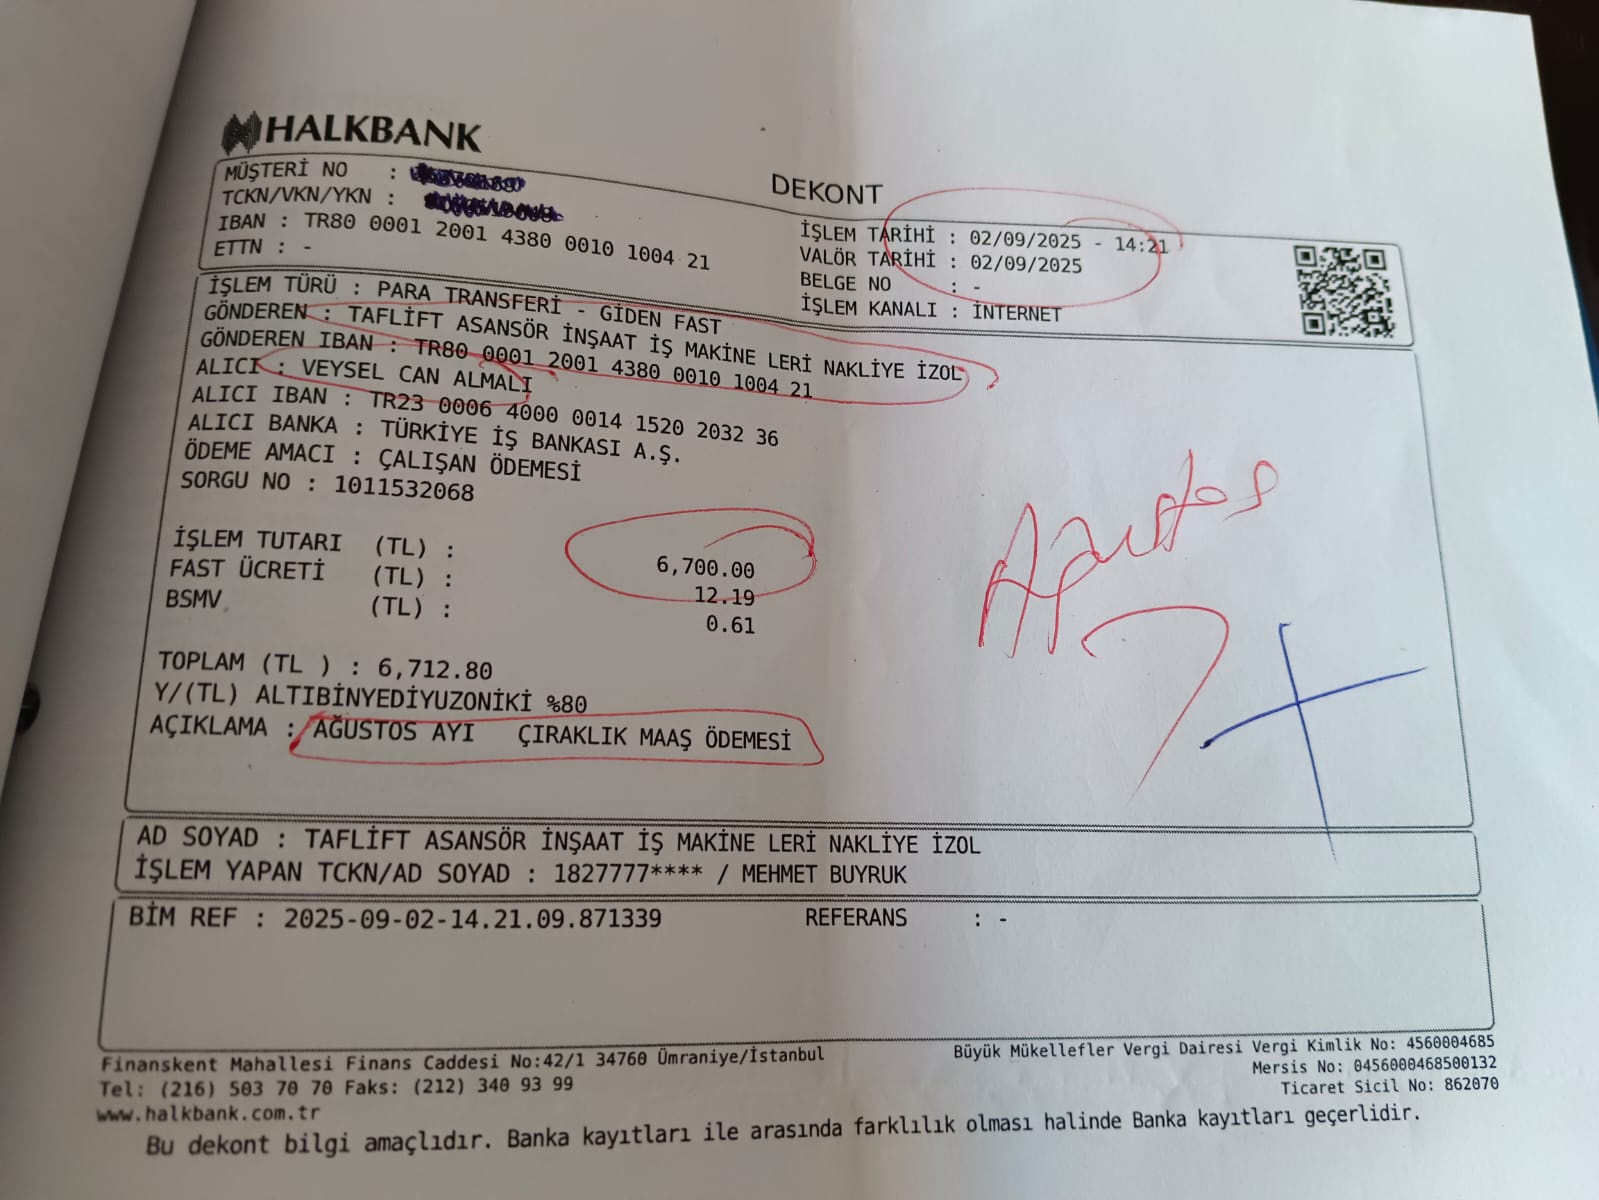 HALKBANK
DEKONT
MÜŞTERİ NO :
TCKN/VKN/YKN :
IBAN : TR80 0001 2001 4380 0010 1004 21
ETTN : -
İŞLEM TARİHİ : 02/09/2025 - 14:21
VALÖR TARİHİ : 02/09/2025
BELGE NO : -
İŞLEM KANALI : İNTERNET
İŞLEM TÜRÜ : PARA TRANSFERİ - GİDEN FAST
GÖNDEREN : TAFLİFT ASANSÖR İNŞAAT İŞ MAKİNE LERİ NAKLİYE İZOL
GÖNDEREN IBAN : TR80 0001 2001 4380 0010 1004 21
ALICI : VEYSEL CAN ALMALI
ALICI IBAN : TR23 0006 4000 0014 1520 2032 36
ALICI BANKA : TÜRKİYE İŞ BANKASI A.Ş.
ÖDEME AMACI : ÇALIŞAN ÖDEMESİ
SORGU NO : 1011532068
İŞLEM TUTARI (TL) : 6,700.00
FAST ÜCRETİ (TL) : 12.19
BSMV (TL) : 0.61
Ağustos
TOPLAM (TL ) : 6,712.80
Y/(TL) ALTIBİNYEDİYUZONİKİ %80
AÇIKLAMA : AĞUSTOS AYI ÇIRAKLIK MAAŞ ÖDEMESİ
AD SOYAD : TAFLİFT ASANSÖR İNŞAAT İŞ MAKİNE LERİ NAKLİYE İZOL
İŞLEM YAPAN TCKN/AD SOYAD : 1827777**** / MEHMET BUYRUK
BİM REF : 2025-09-02-14.21.09.871339
REFERANS : -
Finanskent Mahallesi Finans Caddesi No:42/1 34760 Ümraniye/İstanbul
Tel: (216) 503 70 70 Faks: (212) 340 93 99
www.halkbank.com.tr
Büyük Mükellefler Vergi Dairesi Vergi Kimlik No: 4560004685
Mersis No: 0456000468500132
Ticaret Sicil No: 862070
Bu dekont bilgi amaçlıdır. Banka kayıtları ile arasında farklılık olması halinde Banka kayıtları geçerlidir.